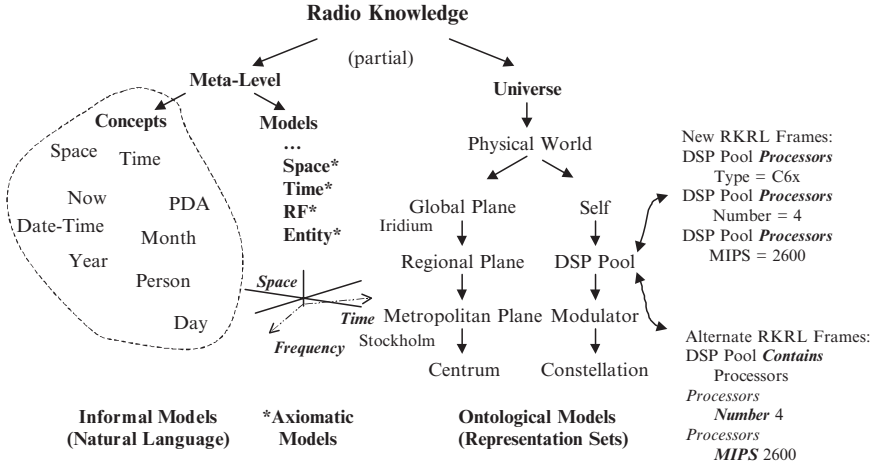 Radio Knowledge
(partial)
Meta-Level
Universe
Concepts
Models
...
Space*
Time*
RF*
Entity*
Space
Time
Now
PDA
Date-Time
Month
Year
Person
Day
Space
Time
Frequency
Physical World
Global Plane
Iridium
Self
Regional Plane
DSP Pool
Metropolitan Plane
Modulator
Stockholm
Centrum
Constellation
New RKRL Frames:
DSP Pool Processors
Type = C6x
DSP Pool Processors
Number = 4
DSP Pool Processors
MIPS = 2600
Alternate RKRL Frames:
DSP Pool Contains
Processors
Processors
Number 4
Processors
MIPS 2600
Informal Models
(Natural Language)
*Axiomatic
Models
Ontological Models
(Representation Sets)